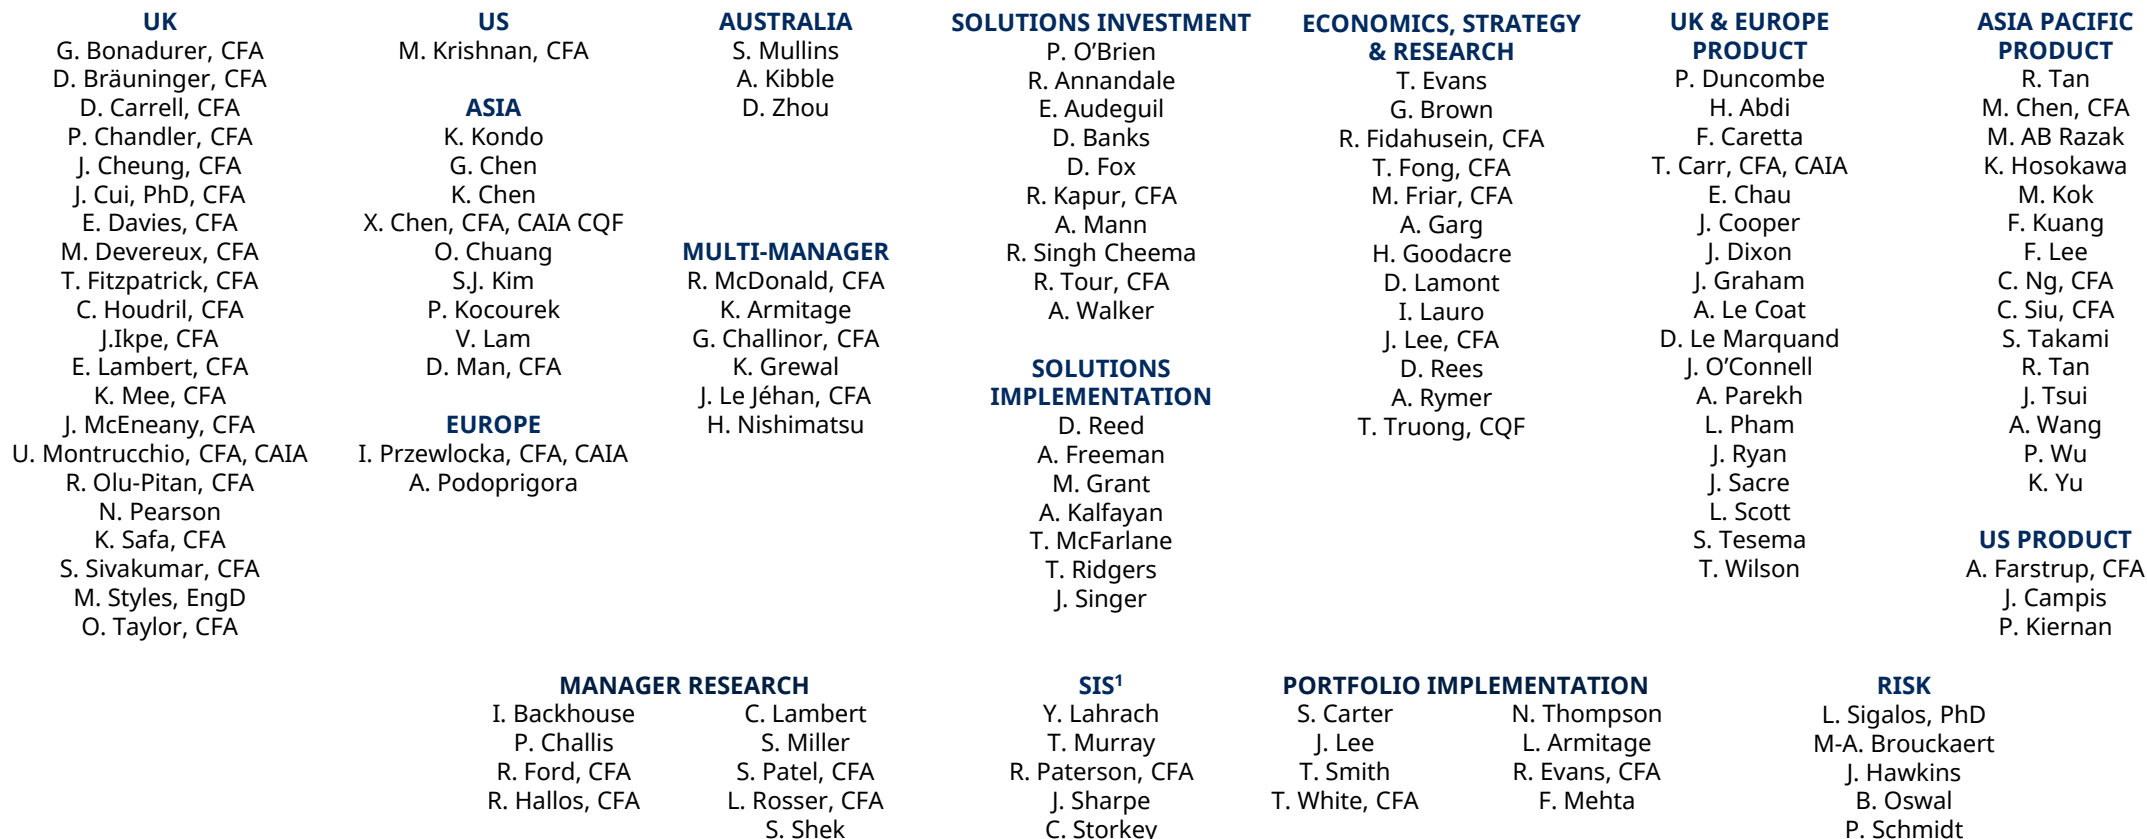 UK
G. Bonadurer, CFA
D. Bräuninger, CFA
D. Carrell, CFA
P. Chandler, CFA
J. Cheung, CFA
J. Cui, PhD, CFA
E. Davies, CFA
M. Devereux, CFA
T. Fitzpatrick, CFA
C. Houdril, CFA
J.Ikpe, CFA
E. Lambert, CFA
K. Mee, CFA
J. McEneany, CFA
U. Montrucchio, CFA, CAIA
R. Olu-Pitan, CFA
N. Pearson
K. Safa, CFA
S. Sivakumar, CFA
M. Styles, EngD
O. Taylor, CFA
US
M. Krishnan, CFA
ASIA
K. Kondo
G. Chen
K. Chen
X. Chen, CFA, CAIA CQF
O. Chuang
S.J. Kim
P. Kocourek
V. Lam
D. Man, CFA
EUROPE
I. Przewlocka, CFA, CAIA
A. Podoprigora
AUSTRALIA
S. Mullins
A. Kibble
D. Zhou
MULTI-MANAGER
R. McDonald, CFA
K. Armitage
G. Challinor, CFA
K. Grewal
J. Le Jéhan, CFA
H. Nishimatsu
SOLUTIONS INVESTMENT
P. O’Brien
R. Annandale
E. Audeguil
D. Banks
D. Fox
R. Kapur, CFA
A. Mann
R. Singh Cheema
R. Tour, CFA
A. Walker
SOLUTIONS
IMPLEMENTATION
D. Reed
A. Freeman
M. Grant
A. Kalfayan
T. McFarlane
T. Ridgers
J. Singer
ECONOMICS, STRATEGY
& RESEARCH
T. Evans
G. Brown
R. Fidahusein, CFA
T. Fong, CFA
M. Friar, CFA
A. Garg
H. Goodacre
D. Lamont
I. Lauro
J. Lee, CFA
D. Rees
A. Rymer
T. Truong, CQF
UK & EUROPE
PRODUCT
P. Duncombe
H. Abdi
F. Caretta
T. Carr, CFA, CAIA
E. Chau
J. Cooper
J. Dixon
J. Graham
A. Le Coat
D. Le Marquand
J. O’Connell
A. Parekh
L. Pham
J. Ryan
J. Sacre
L. Scott
S. Tesema
T. Wilson
ASIA PACIFIC
PRODUCT
R. Tan
M. Chen, CFA
M. AB Razak
K. Hosokawa
M. Kok
F. Kuang
F. Lee
C. Ng, CFA
C. Siu, CFA
S. Takami
R. Tan
J. Tsui
A. Wang
P. Wu
K. Yu
US PRODUCT
A. Farstrup, CFA
J. Campis
P. Kiernan
MANAGER RESEARCH
I. Backhouse
P. Challis
R. Ford, CFA
R. Hallos, CFA
C. Lambert
S. Miller
S. Patel, CFA
L. Rosser, CFA
S. Shek
SIS¹
Y. Lahrach
T. Murray
R. Paterson, CFA
J. Sharpe
C. Storkey
PORTFOLIO IMPLEMENTATION
S. Carter
J. Lee
T. Smith
T. White, CFA
N. Thompson
L. Armitage
R. Evans, CFA
F. Mehta
RISK
L. Sigalos, PhD
M-A. Brouckaert
J. Hawkins
B. Oswal
P. Schmidt